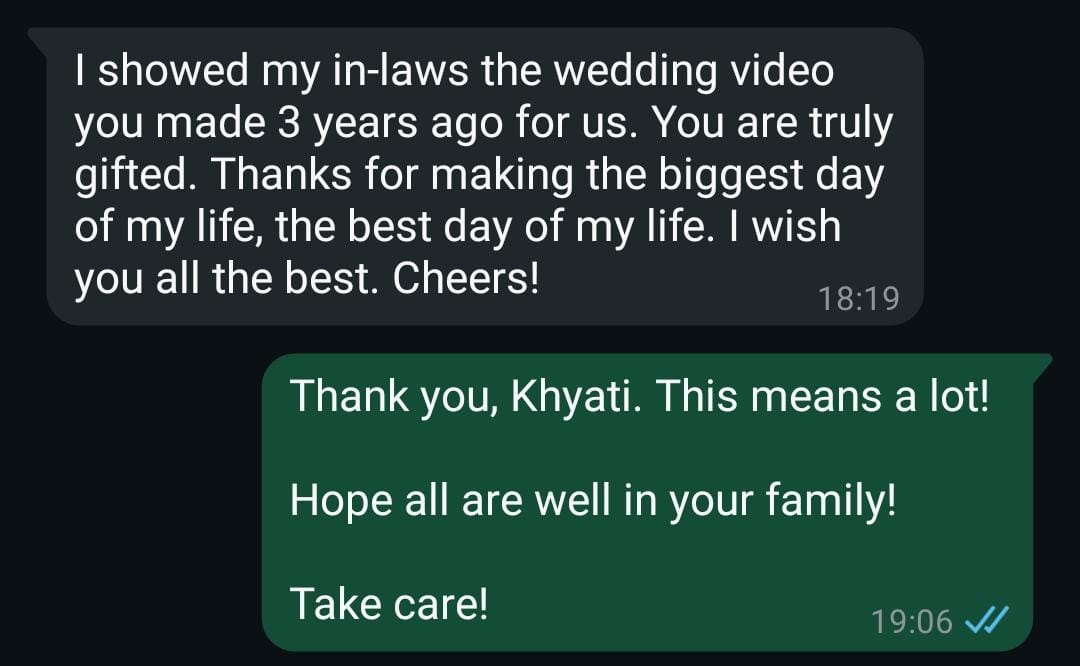 I showed my in-laws the wedding video
you made 3 years ago for us. You are truly
gifted. Thanks for making the biggest day
of my life, the best day of my life. I wish
you all the best. Cheers!
18:19
Thank you, Khyati. This means a lot!
Hope all are well in your family!
Take care!
19:06